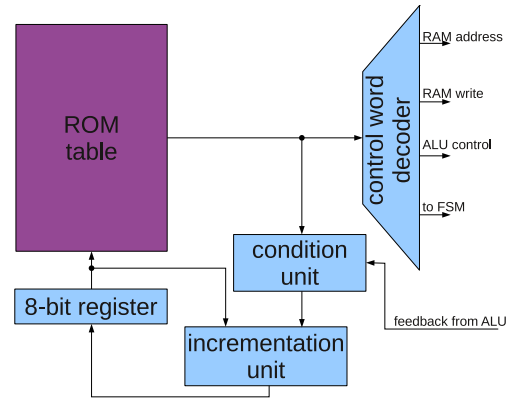 ROM
table
control word
decoder
RAM address
RAM write
ALU control
to FSM
condition
unit
8-bit register
feedback from ALU
incrementation
unit